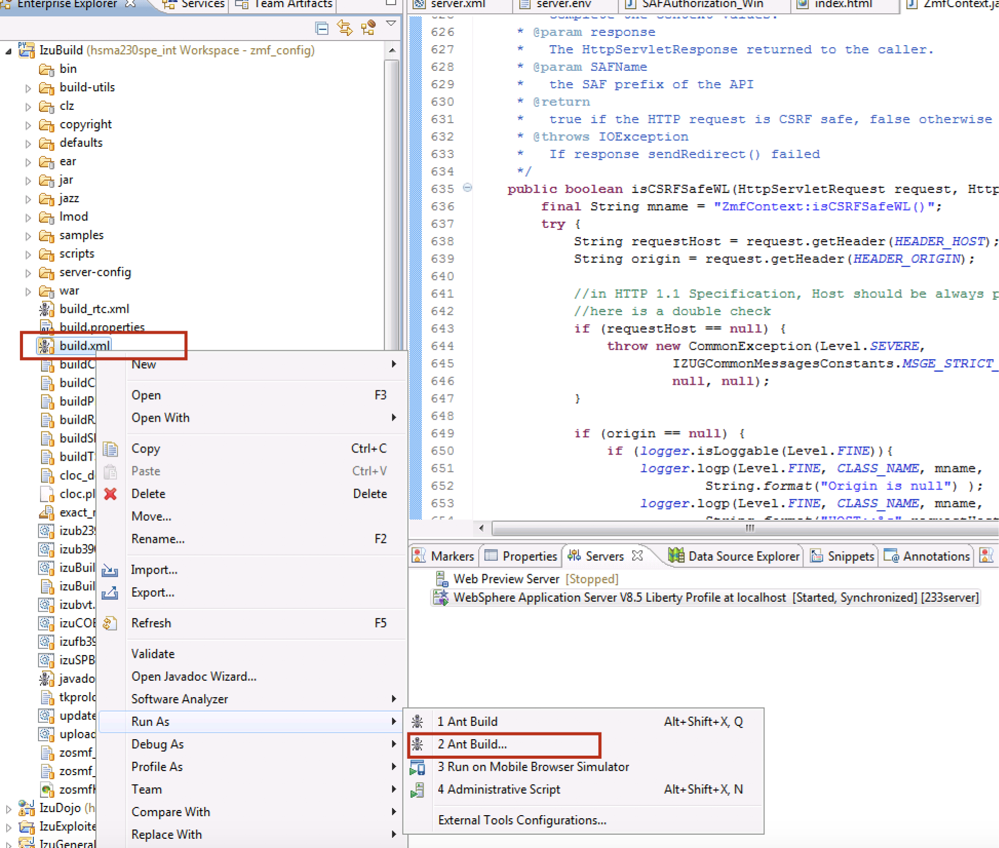 Enterprise Explorer
Services
Team Artifacts
IzuBuild (hsma230spe_int Workspace - zmf_config)
bin
build-utils
clz
copyright
defaults
ear
jar
jazz
lmod
samples
scripts
server-config
war
build_rtc.xml
build.properties
build.xml
buildC
buildC
buildP
buildR
buildS
buildT
cloc_d
cloc.pl
exact_
izub239
izub390
izuBuil
izuBuil
izubvt.
izuCOE
izufb39
izuSPB
javado
tkprolo
update
upload
zosmf_
zosmf_
zosmf
IzuDojo (h
IzuExploite
IzuGeneral
New
Open F3
Open With
Copy Ctrl+C
Paste Ctrl+V
Delete Delete
Move...
Rename... F2
Import...
Export...
Refresh F5
Validate
Open Javadoc Wizard...
Software Analyzer
Run As
Debug As
Profile As
Team
Compare With
Replace With
1 Ant Build Alt+Shift+X, Q
2 Ant Build...
3 Run on Mobile Browser Simulator
4 Administrative Script Alt+Shift+X, N
External Tools Configurations...
server.xml
server.env
SAFAuthorization_Win
index.html
ZmfContext.ja
626 * @param response
627 * The HttpServletResponse returned to the caller.
628 * @param SAFName
629 * the SAF prefix of the API
630 * @return
631 * true if the HTTP request is CSRF safe, false otherwise
632 * @throws IOException
633 * If response sendRedirect() failed
634 */
635 public boolean isCSRFSafeWL(HttpServletRequest request, Http
636 final String mname = "ZmfContext:isCSRFSafeWL()";
637 try {
638 String requestHost = request.getHeader(HEADER_HOST);
639 String origin = request.getHeader(HEADER_ORIGIN);
640
641 //in HTTP 1.1 Specification, Host should be always p
642 //here is a double check
643 if (requestHost == null) {
644 throw new CommonException(Level.SEVERE,
645 IZUGCommonMessagesConstants.MSGE_STRICT_
646 null, null);
647 }
648
649 if (origin == null) {
650 if (logger.isLoggable(Level.FINE)){
651 logger.logp(Level.FINE, CLASS_NAME, mname,
652 String.format("Origin is null") );
653 logger.logp(Level.FINE, CLASS_NAME, mname,
Markers
Properties
Servers
Data Source Explorer
Snippets
Annotations
Web Preview Server [Stopped]
WebSphere Application Server V8.5 Liberty Profile at localhost [Started, Synchronized] [233server]